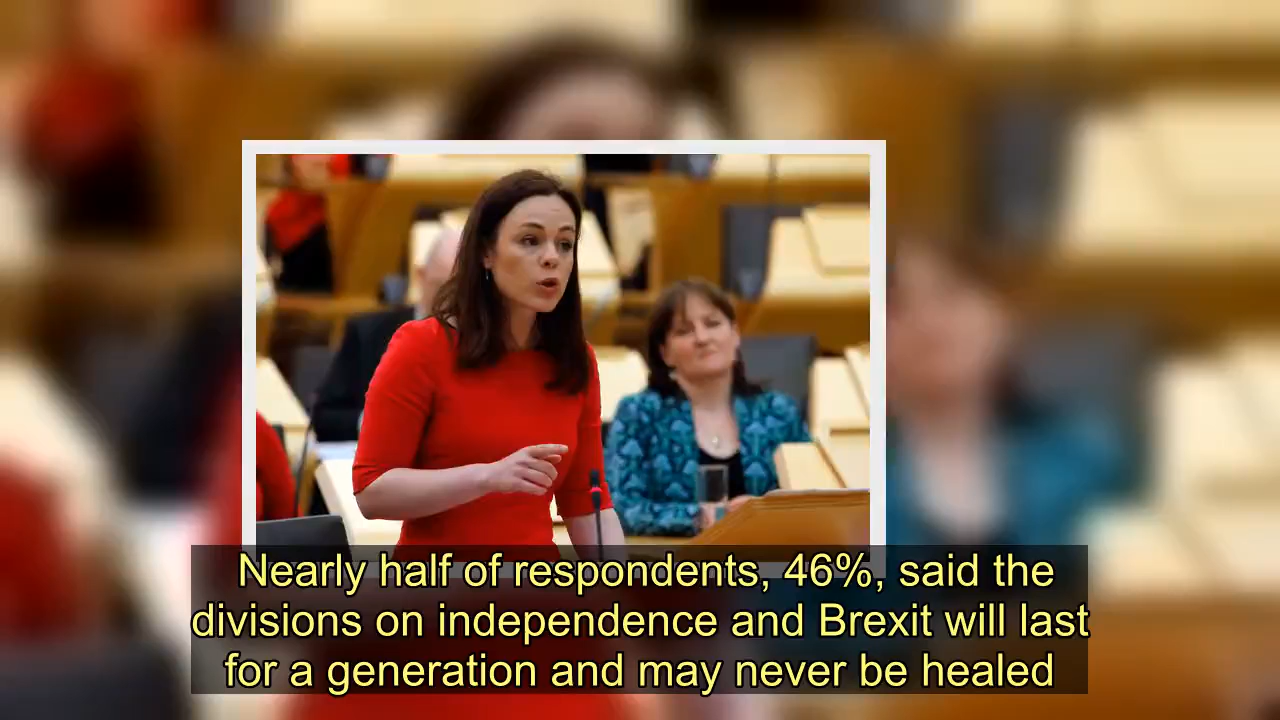 Nearly half of respondents, 46%, said the
divisions on independence and Brexit will last
for a generation and may never be healed